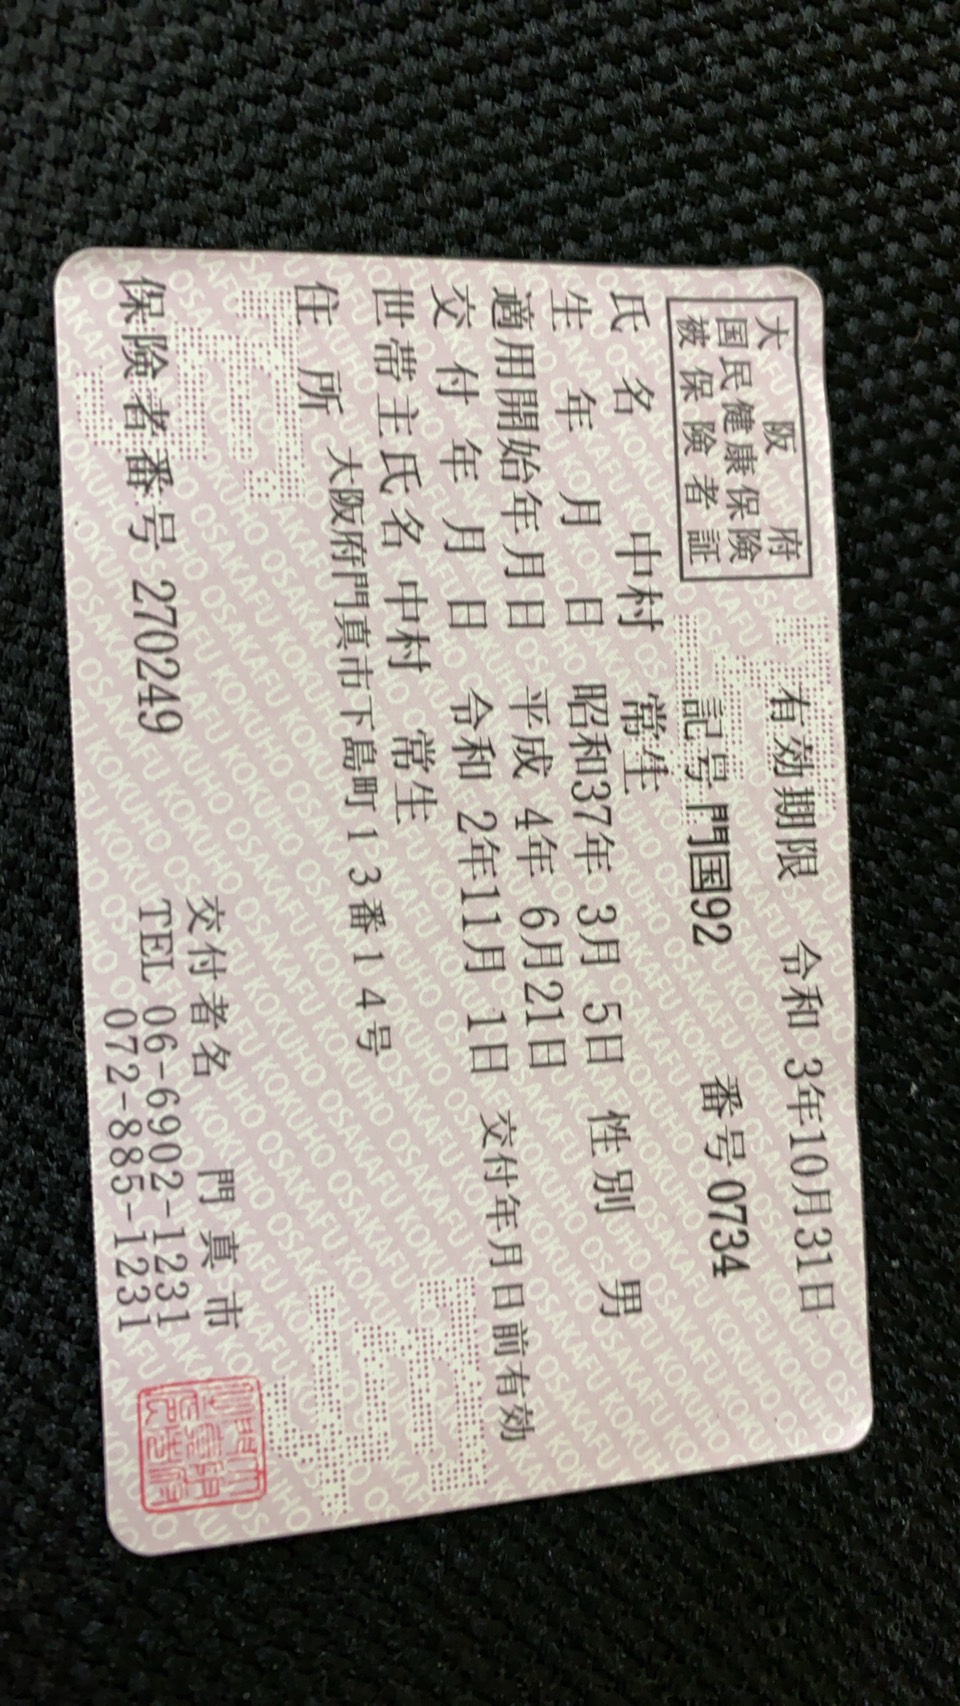 大阪府
国民健康保険
被保険者証
有効期限 令和 3年10月31日
記号 門国92 番号 0734
氏名 中村 常生
生年月日 昭和37年 3月 5日 性別 男
適用開始年月日 平成 4年 6月21日
交付年月日 令和 2年11月 1日 交付年月日前有効
世帯主氏名 中村 常生
住所 大阪府門真市下島町13番14号
保険者番号 270249
交付者名 門真市
TEL 06-6902-1231
072-885-1231